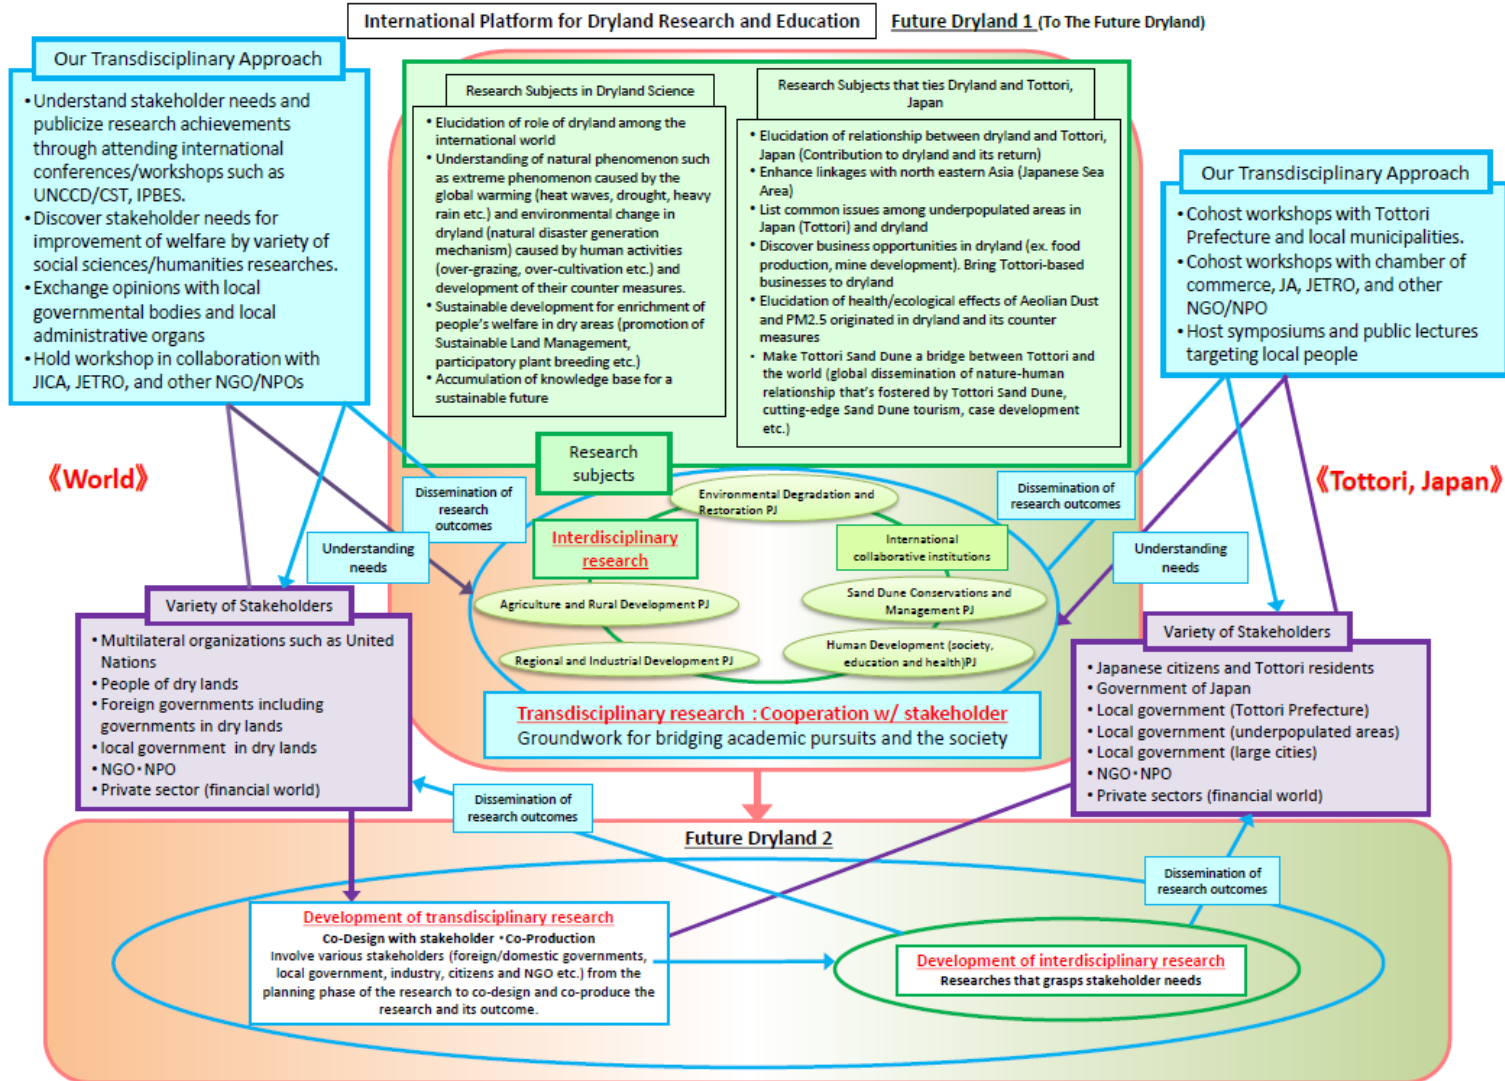 International Platform for Dryland Research and Education
Future Dryland 1 (To The Future Dryland)
Our Transdisciplinary Approach
• Understand stakeholder needs and
publicize research achievements
through attending international
conferences/workshops such as
UNCCD/CST, IPBES.
• Discover stakeholder needs for
improvement of welfare by variety of
social sciences/humanities researches.
• Exchange opinions with local
governmental bodies and local
administrative organs
• Hold workshop in collaboration with
JICA, JETRO, and other NGO/NPOs
Research Subjects in Dryland Science
• Elucidation of role of dryland among the
international world
• Understanding of natural phenomenon such
as extreme phenomenon caused by the
global warming (heat waves, drought, heavy
rain etc.) and environmental change in
dryland (natural disaster generation
mechanism) caused by human activities
(over-grazing, over-cultivation etc.) and
development of their counter measures.
• Sustainable development for enrichment of
people's welfare in dry areas (promotion of
Sustainable Land Management,
participatory plant breeding etc.)
• Accumulation of knowledge base for a
sustainable future
Research Subjects that ties Dryland and Tottori,
Japan
• Elucidation of relationship between dryland and Tottori,
Japan (Contribution to dryland and its return)
• Enhance linkages with north eastern Asia (Japanese Sea
Area)
• List common issues among underpopulated areas in
Japan (Tottori) and dryland
• Discover business opportunities in dryland (ex. food
production, mine development). Bring Tottori-based
businesses to dryland
• Elucidation of health/ecological effects of Aeolian Dust
and PM2.5 originated in dryland and its counter
measures
• Make Tottori Sand Dune a bridge between Tottori and
the world (global dissemination of nature-human
relationship that's fostered by Tottori Sand Dune,
cutting-edge Sand Dune tourism, case development
etc.)
Our Transdisciplinary Approach
• Cohost workshops with Tottori
Prefecture and local municipalities.
• Cohost workshops with chamber of
commerce, JA, JETRO, and other
NGO/NPO
• Host symposiums and public lectures
targeting local people
《World》
《Tottori, Japan》
Research
subjects
Dissemination of
research
outcomes
Understanding
needs
Environmental Degradation and
Restoration PJ
Interdisciplinary
research
International
collaborative institutions
Agriculture and Rural Development PJ
Sand Dune Conservations and
Management PJ
Regional and Industrial Development PJ
Human Development (society,
education and health)PJ
Dissemination of
research outcomes
Understanding
needs
Transdisciplinary research : Cooperation w/ stakeholder
Groundwork for bridging academic pursuits and the society
Variety of Stakeholders
• Multilateral organizations such as United
Nations
• People of dry lands
• Foreign governments including
governments in dry lands
• local government in dry lands
• NGO・NPO
• Private sector (financial world)
Variety of Stakeholders
• Japanese citizens and Tottori residents
• Government of Japan
• Local government (Tottori Prefecture)
• Local government (underpopulated areas)
• Local government (large cities)
• NGO・NPO
• Private sectors (financial world)
Dissemination of
research outcomes
Future Dryland 2
Dissemination of
research outcomes
Development of transdisciplinary research
Co-Design with stakeholder ・Co-Production
Involve various stakeholders (foreign/domestic governments,
local government, industry, citizens and NGO etc.) from the
planning phase of the research to co-design and co-produce the
research and its outcome.
Development of interdisciplinary research
Researches that grasps stakeholder needs